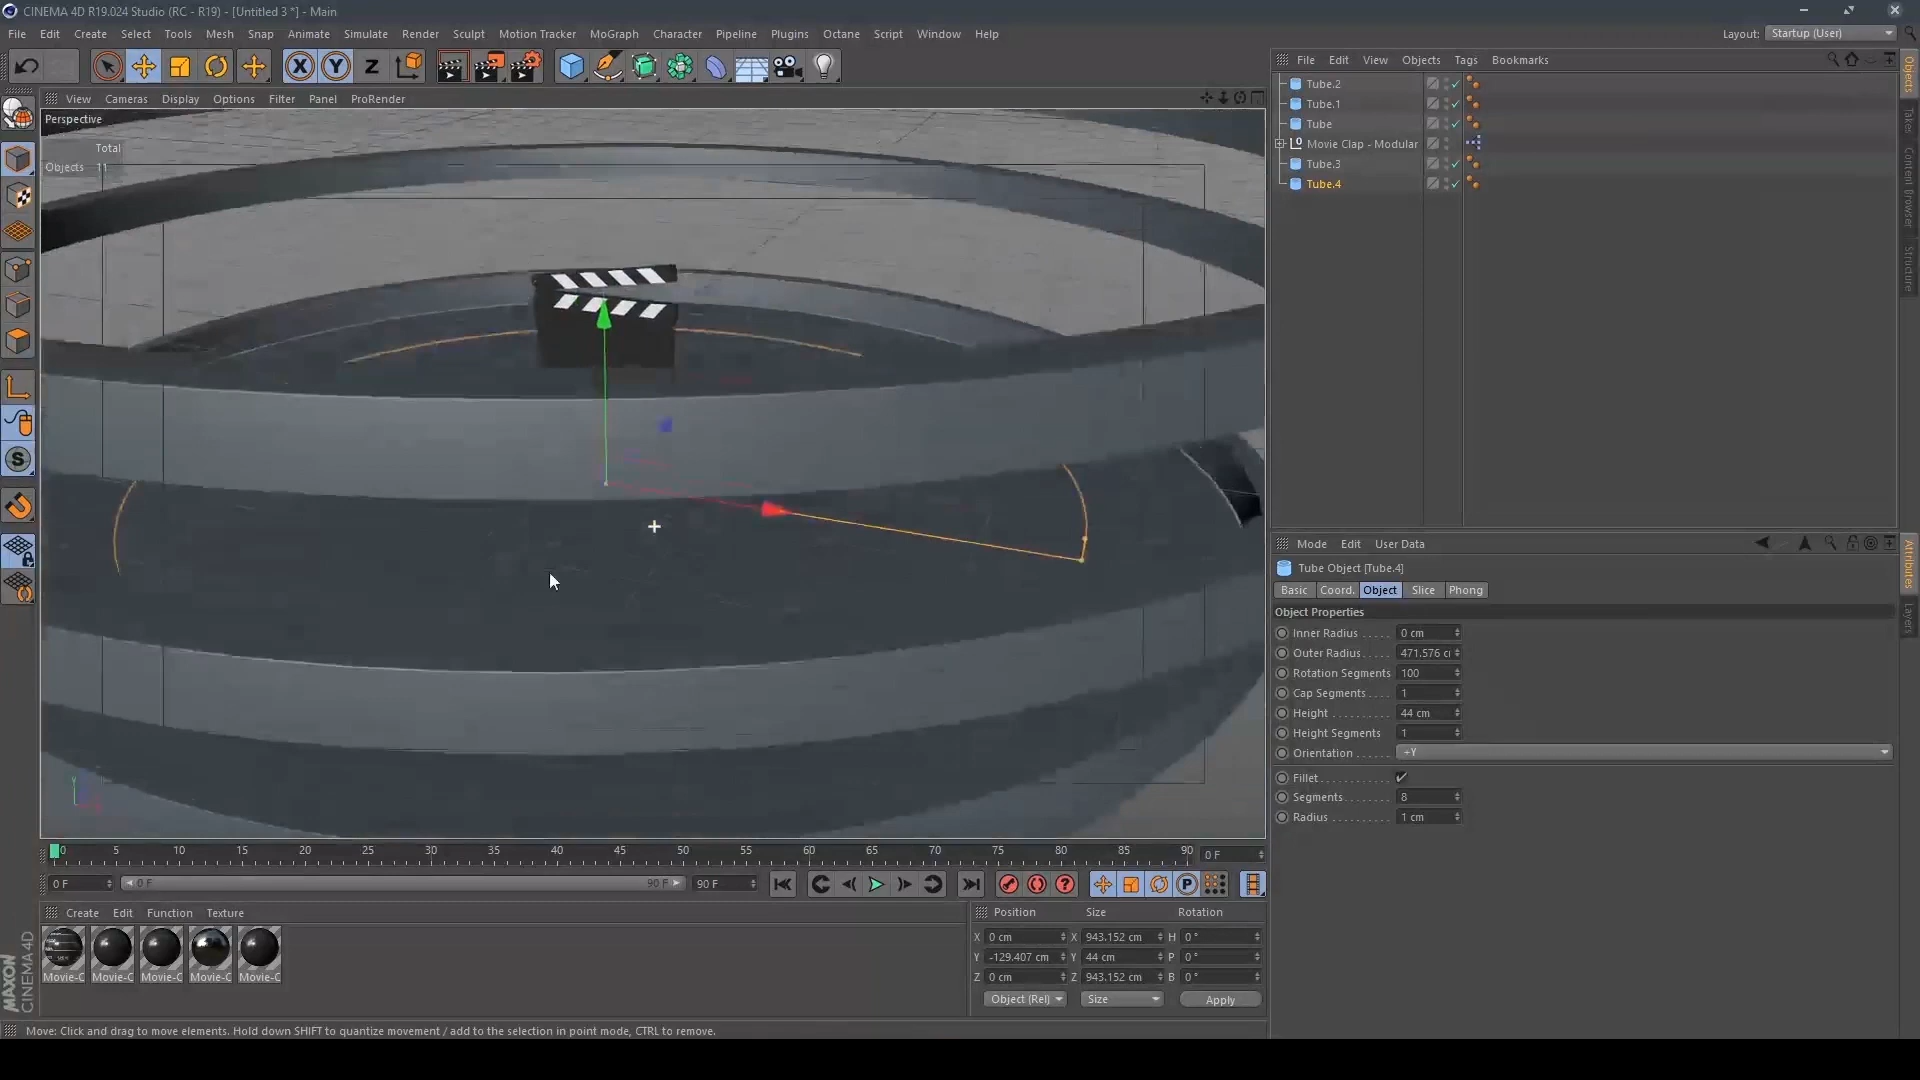 CINEMA 4D R19.024 Studio (RC - R19) - [Untitled 3 *] - Main
File Edit Create Select Tools Mesh Snap Animate Simulate Render Sculpt Motion Tracker MoGraph Character Pipeline Plugins Octane Script Window Help
Layout: Startup (User)
X Y Z
File Edit View Objects Tags Bookmarks
View Cameras Display Options Filter Panel ProRender
Perspective
Total
Objects 11
Tube.2
Tube.1
Tube
Movie Clap - Modular
Tube.3
Tube.4
Objects
Takes
Content Browser
Structure
S
Y
Mode Edit User Data
Tube Object [Tube.4]
Basic Coord. Object Slice Phong
Object Properties
Inner Radius . . . . . 0 cm
Outer Radius . . . . . 471.576 c
Rotation Segments 100
Cap Segments . . . . 1
Height . . . . . . . . . . 44 cm
Height Segments 1
Orientation . . . . . . . +Y
Fillet . . . . . . . . . . . .
Segments . . . . . . . . 8
Radius . . . . . . . . . . 1 cm
Attributes
Layers
0 5 10 15 20 25 30 35 40 45 50 55 60 65 70 75 80 85 90 0 F
0 F 0 F 90 F 90 F
P
Create Edit Function Texture
Position Size Rotation
X 0 cm X 943.152 cm H 0 °
Y -129.407 cm Y 44 cm P 0 °
Z 0 cm Z 943.152 cm B 0 °
Object (Rel) Size Apply
Movie-C Movie-C Movie-C Movie-C Movie-C
MAXON
CINEMA 4D
Move: Click and drag to move elements. Hold down SHIFT to quantize movement / add to the selection in point mode, CTRL to remove.